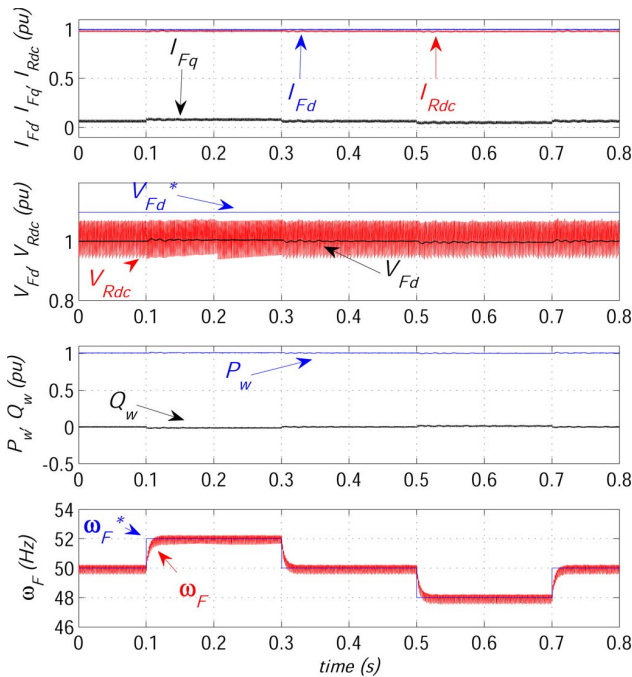 I_Fd I_Fq, I_Rdc (pu)
1
0.5
0
I_Fq
I_Fd
I_Rdc
0 0.1 0.2 0.3 0.4 0.5 0.6 0.7 0.8
V_Fd V_Rdc (pu)
1
0.8
V_Fd*
V_Rdc
V_Fd
0 0.1 0.2 0.3 0.4 0.5 0.6 0.7 0.8
P_w, Q_w (pu)
1
0.5
0
-0.5
P_w
Q_w
0 0.1 0.2 0.3 0.4 0.5 0.6 0.7 0.8
ω_F (Hz)
54
52
50
48
46
ω_F*
ω_F
0 0.1 0.2 0.3 0.4 0.5 0.6 0.7 0.8
time (s)